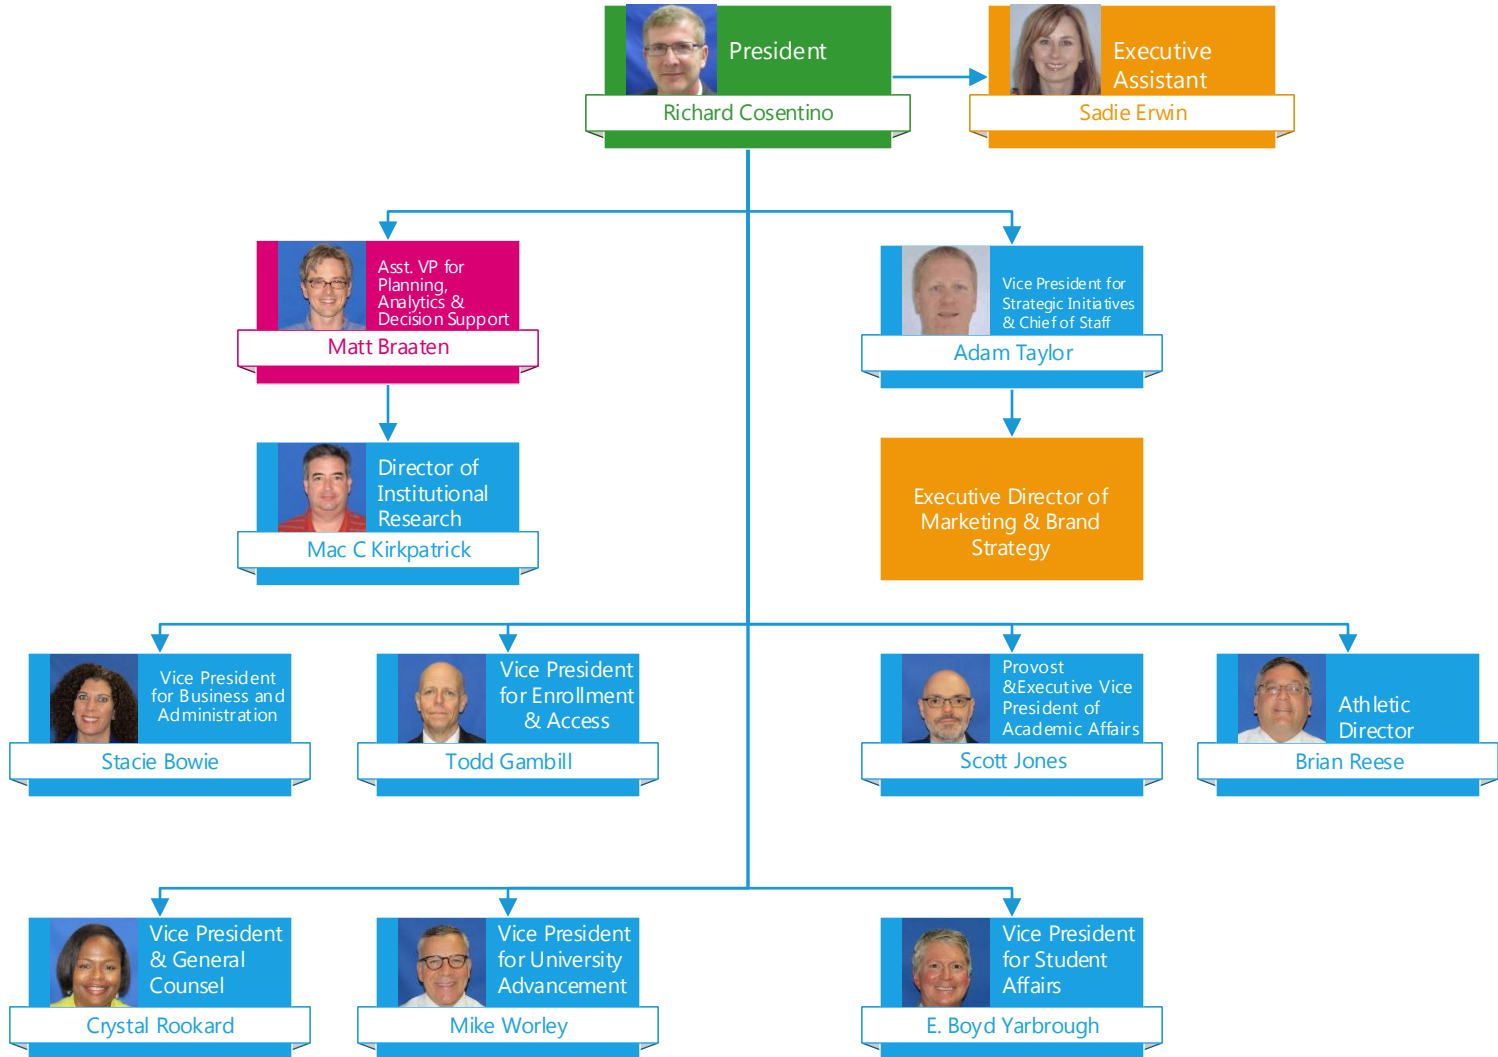 President
Richard Cosentino
Executive
Assistant
Sadie Erwin
Asst. VP for
Planning,
Analytics &
Decision Support
Matt Braaten
Vice President for
Strategic Initiatives
& Chief of Staff
Adam Taylor
Director of
Institutional
Research
Mac C Kirkpatrick
Executive Director of
Marketing & Brand
Strategy
Vice President
for Business and
Administration
Stacie Bowie
Vice President
for Enrollment
& Access
Todd Gambill
Provost
&Executive Vice
President of
Academic Affairs
Scott Jones
Athletic
Director
Brian Reese
Vice President
& General
Counsel
Crystal Rookard
Vice President
for University
Advancement
Mike Worley
Vice President
for Student
Affairs
E. Boyd Yarbrough